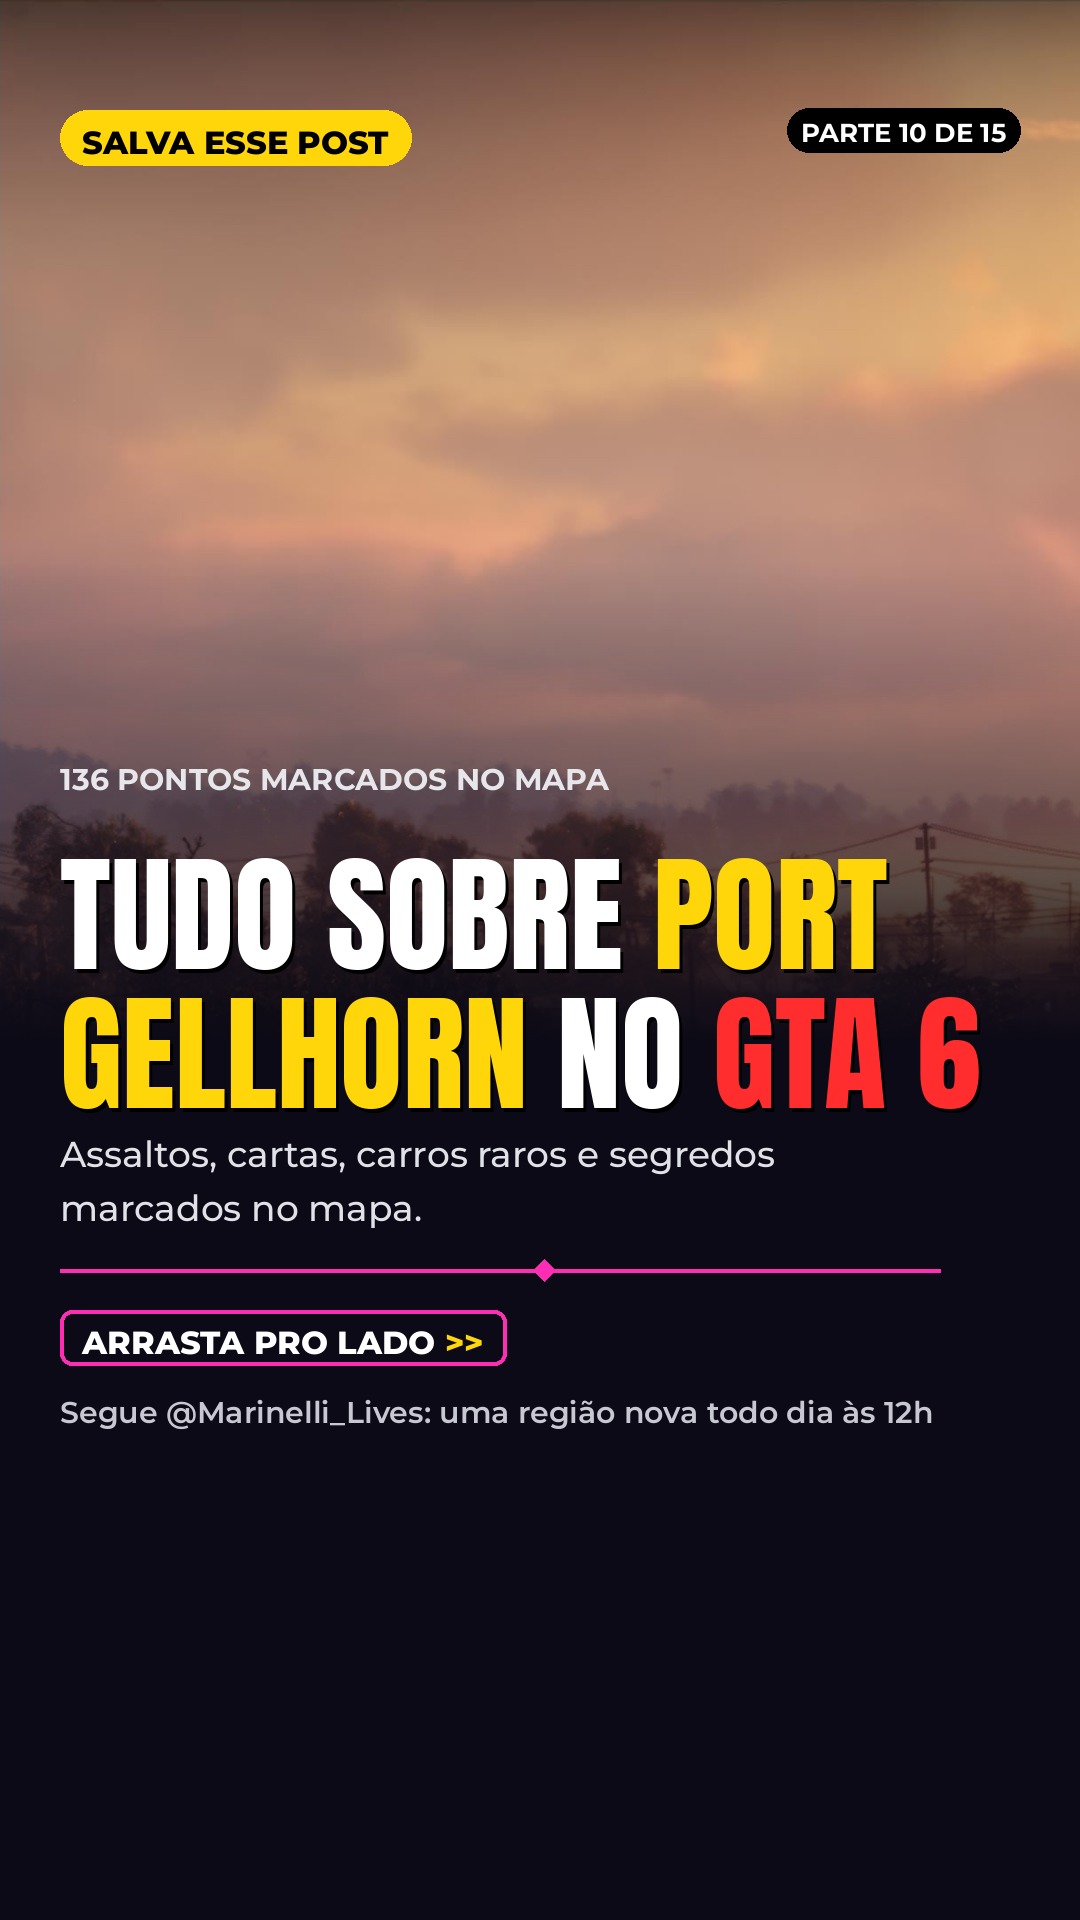 SALVA ESSE POST
PARTE 10 DE 15
136 PONTOS MARCADOS NO MAPA
TUDO SOBRE PORT
GELLHORN NO GTA 6
Assaltos, cartas, carros raros e segredos
marcados no mapa.
ARRASTA PRO LADO >>
Segue @Marinelli_Lives: uma região nova todo dia às 12h